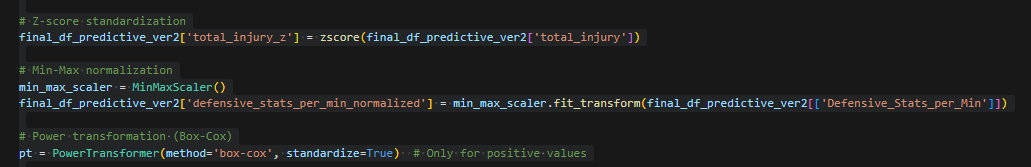 # Z-score standardization
final_df_predictive_ver2['total_injury_z'] = zscore(final_df_predictive_ver2['total_injury'])
# Min-Max normalization
min_max_scaler = MinMaxScaler()
final_df_predictive_ver2['defensive_stats_per_min_normalized'] = min_max_scaler.fit_transform(final_df_predictive_ver2[['Defensive_Stats_per_Min']])
# Power transformation (Box-Cox)
pt = PowerTransformer(method='box-cox', standardize=True)  # Only for positive values